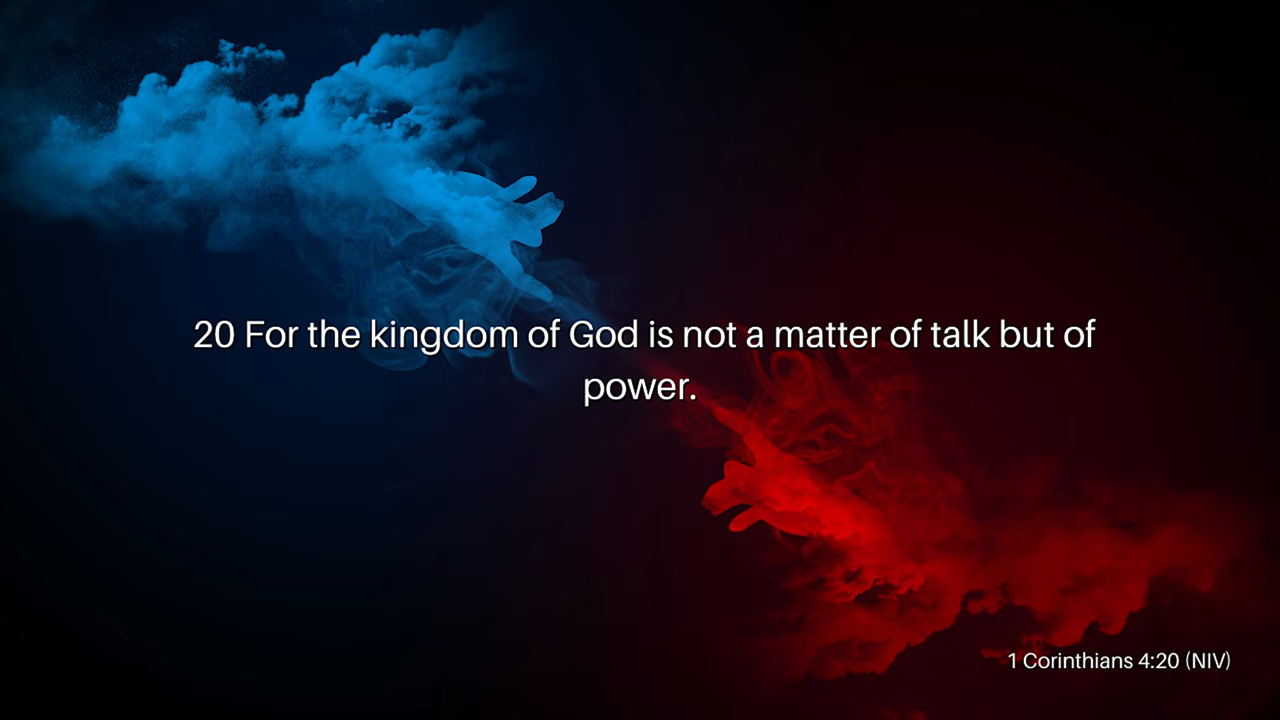 20 For the kingdom of God is not a matter of talk but of
power.
1 Corinthians 4:20 (NIV)